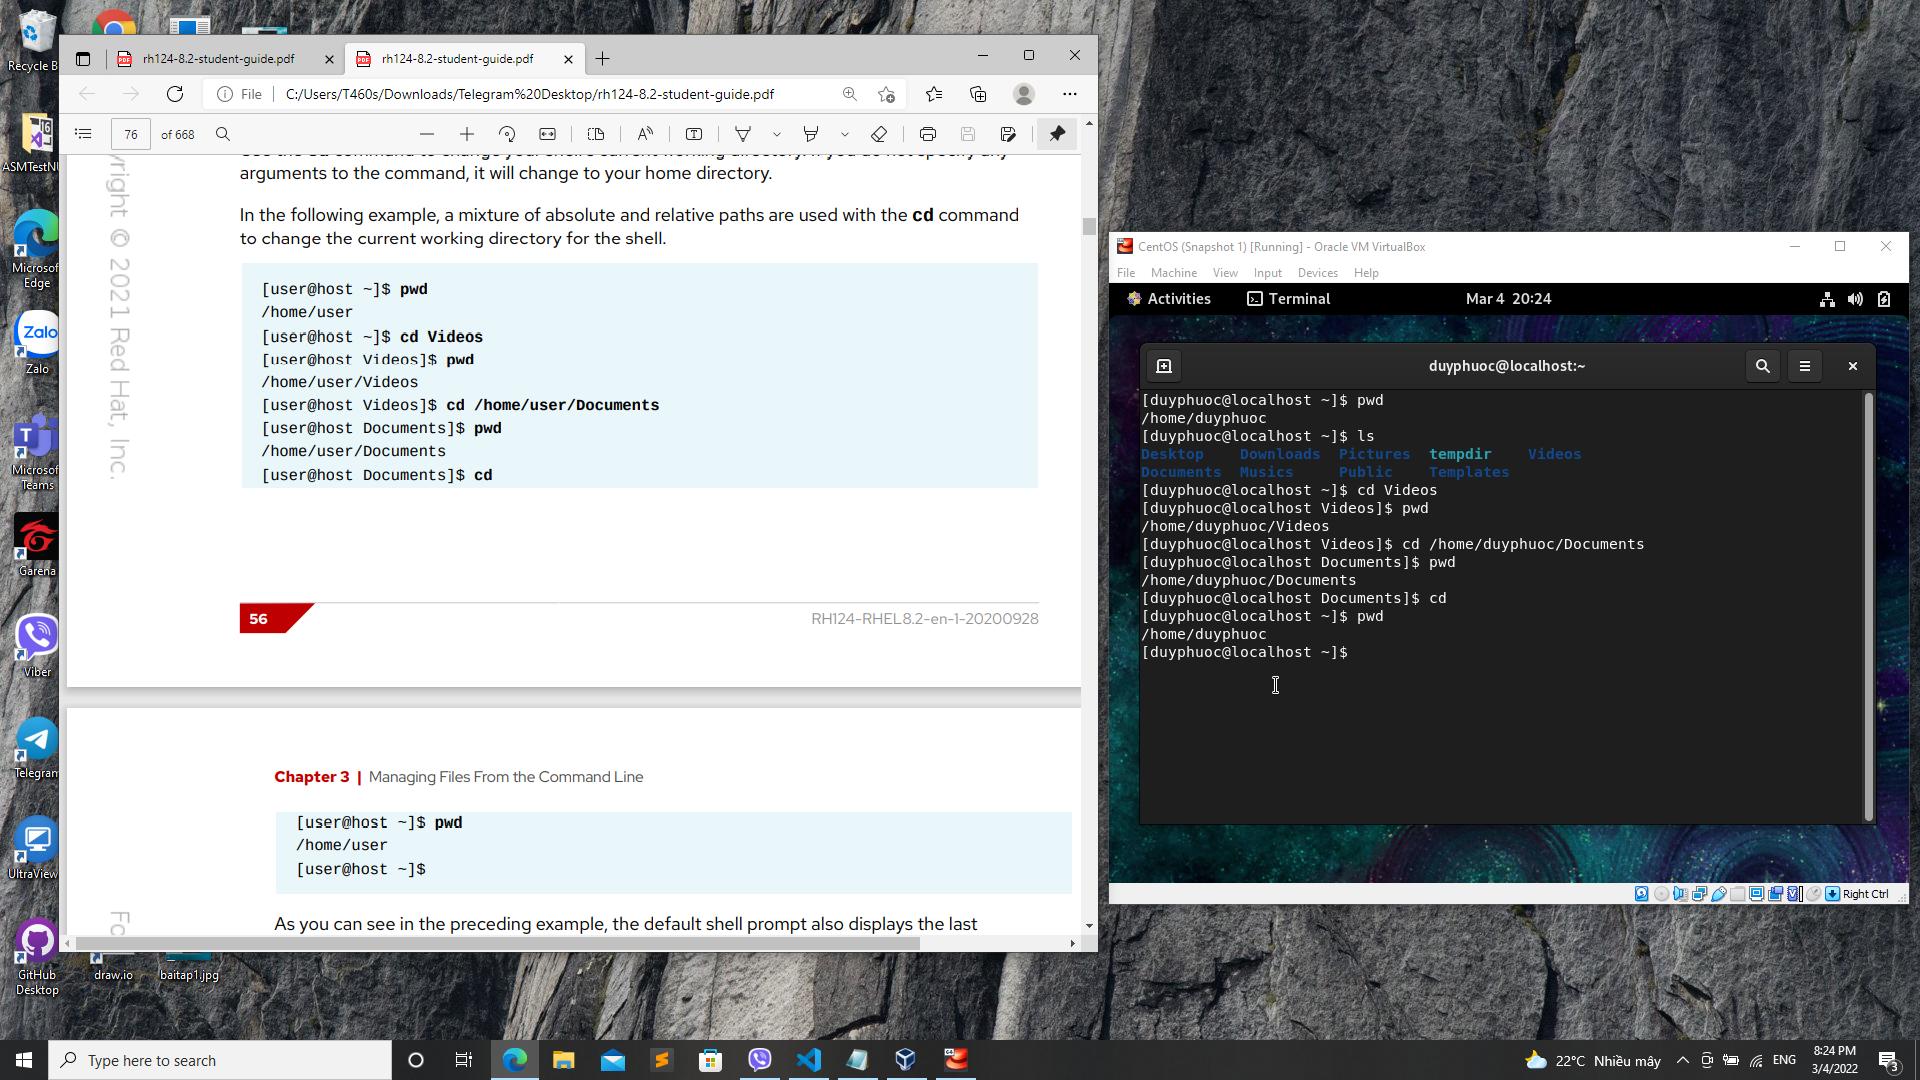 Recycle B
ASMTestNU
Microsof
Edge
Zalo
Zalo
Microsof
Teams
Garena
Viber
Telegram
UltraView
GitHub
Desktop
draw.io
baitap1.jpg
rh124-8.2-student-guide.pdf
rh124-8.2-student-guide.pdf
File
C:/Users/T460s/Downloads/Telegram%20Desktop/rh124-8.2-student-guide.pdf
76 of 668
arguments to the command, it will change to your home directory.
In the following example, a mixture of absolute and relative paths are used with the cd command
to change the current working directory for the shell.
[user@host ~]$ pwd
/home/user
[user@host ~]$ cd Videos
[user@host Videos]$ pwd
/home/user/Videos
[user@host Videos]$ cd /home/user/Documents
[user@host Documents]$ pwd
/home/user/Documents
[user@host Documents]$ cd
yright © 2021 Red Hat, Inc.
56
RH124-RHEL8.2-en-1-20200928
Chapter 3 | Managing Files From the Command Line
[user@host ~]$ pwd
/home/user
[user@host ~]$
As you can see in the preceding example, the default shell prompt also displays the last
Fo
CentOS (Snapshot 1) [Running] - Oracle VM VirtualBox
File Machine View Input Devices Help
Activities Terminal Mar 4 20:24
duyphuoc@localhost:~
[duyphuoc@localhost ~]$ pwd
/home/duyphuoc
[duyphuoc@localhost ~]$ ls
Desktop Downloads Pictures tempdir Videos
Documents Musics Public Templates
[duyphuoc@localhost ~]$ cd Videos
[duyphuoc@localhost Videos]$ pwd
/home/duyphuoc/Videos
[duyphuoc@localhost Videos]$ cd /home/duyphuoc/Documents
[duyphuoc@localhost Documents]$ pwd
/home/duyphuoc/Documents
[duyphuoc@localhost Documents]$ cd
[duyphuoc@localhost ~]$ pwd
/home/duyphuoc
[duyphuoc@localhost ~]$
Right Ctrl
Type here to search
22°C Nhiều mây
ENG
8:24 PM
3/4/2022
3